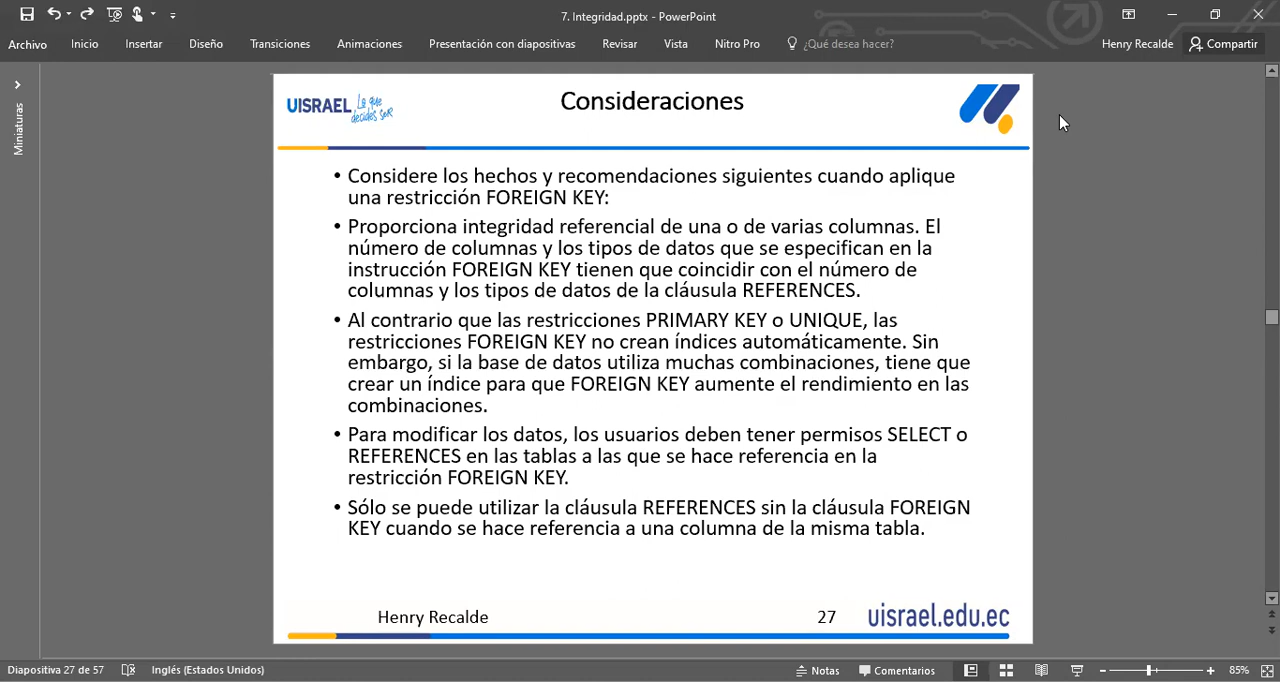 7. Integridad.pptx - PowerPoint
Archivo Inicio Insertar Diseño Transiciones Animaciones Presentación con diapositivas Revisar Vista Nitro Pro ¿Qué desea hacer? Henry Recalde Compartir
Miniaturas
UISRAEL La que decides ser
Consideraciones
• Considere los hechos y recomendaciones siguientes cuando aplique
una restricción FOREIGN KEY:
• Proporciona integridad referencial de una o de varias columnas. El
número de columnas y los tipos de datos que se especifican en la
instrucción FOREIGN KEY tienen que coincidir con el número de
columnas y los tipos de datos de la cláusula REFERENCES.
• Al contrario que las restricciones PRIMARY KEY o UNIQUE, las
restricciones FOREIGN KEY no crean índices automáticamente. Sin
embargo, si la base de datos utiliza muchas combinaciones, tiene que
crear un índice para que FOREIGN KEY aumente el rendimiento en las
combinaciones.
• Para modificar los datos, los usuarios deben tener permisos SELECT o
REFERENCES en las tablas a las que se hace referencia en la
restricción FOREIGN KEY.
• Sólo se puede utilizar la cláusula REFERENCES sin la cláusula FOREIGN
KEY cuando se hace referencia a una columna de la misma tabla.
Henry Recalde 27 uisrael.edu.ec
Diapositiva 27 de 57 Inglés (Estados Unidos) Notas Comentarios 85%